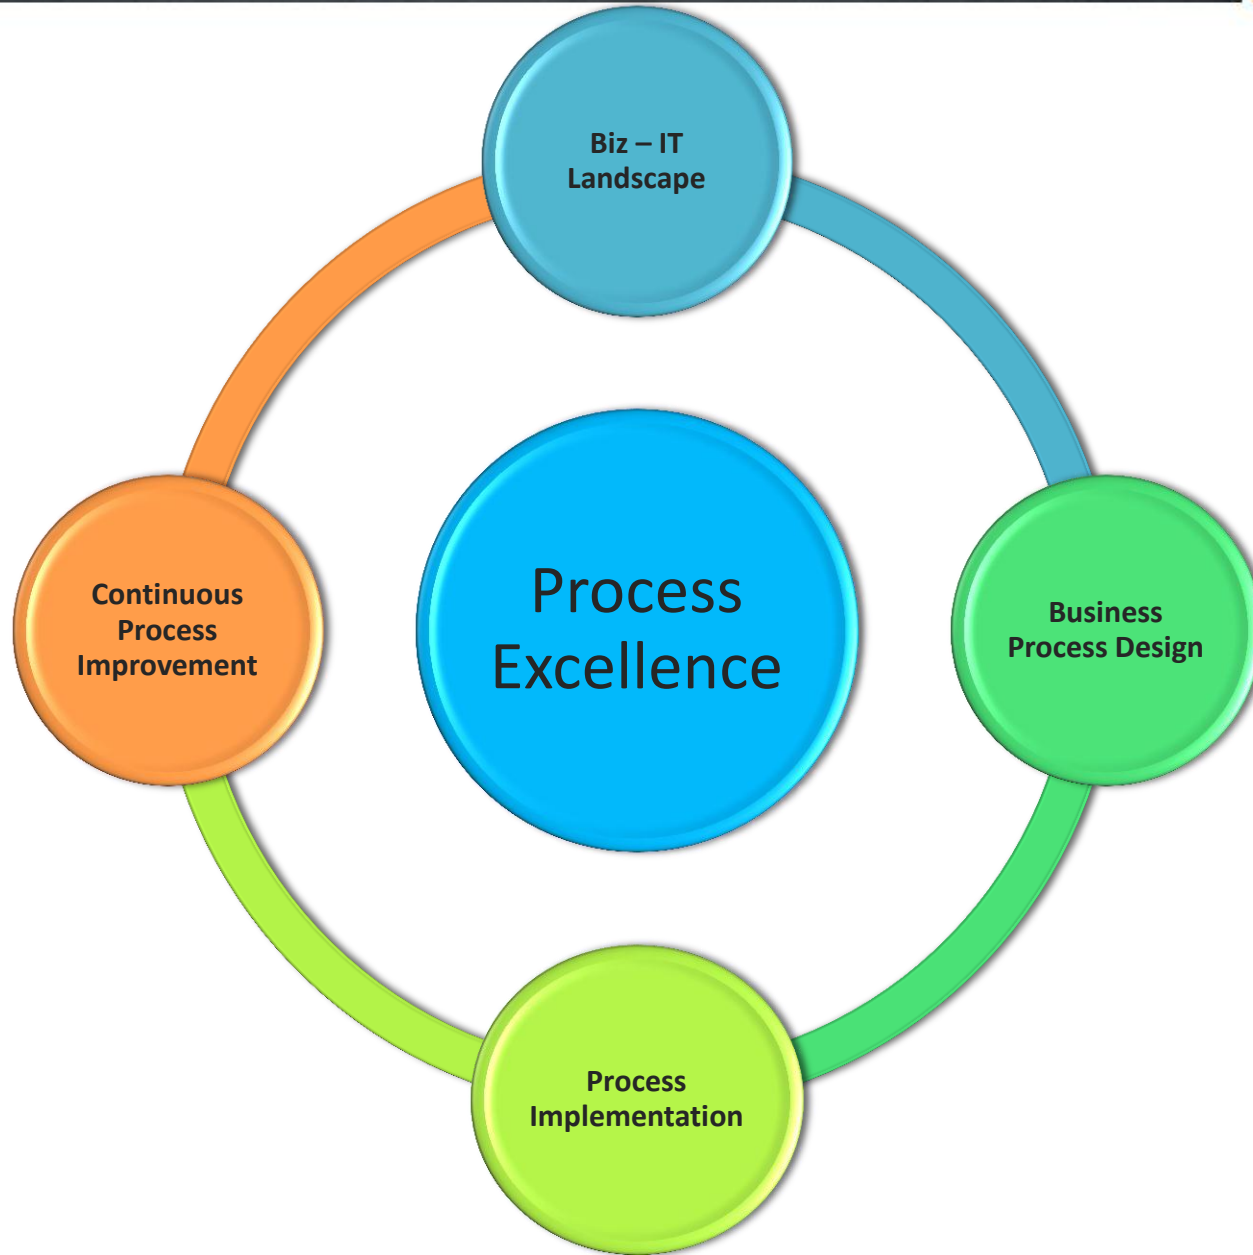 Biz – IT
Landscape
Continuous
Process
Improvement
Process
Excellence
Business
Process Design
Process
Implementation